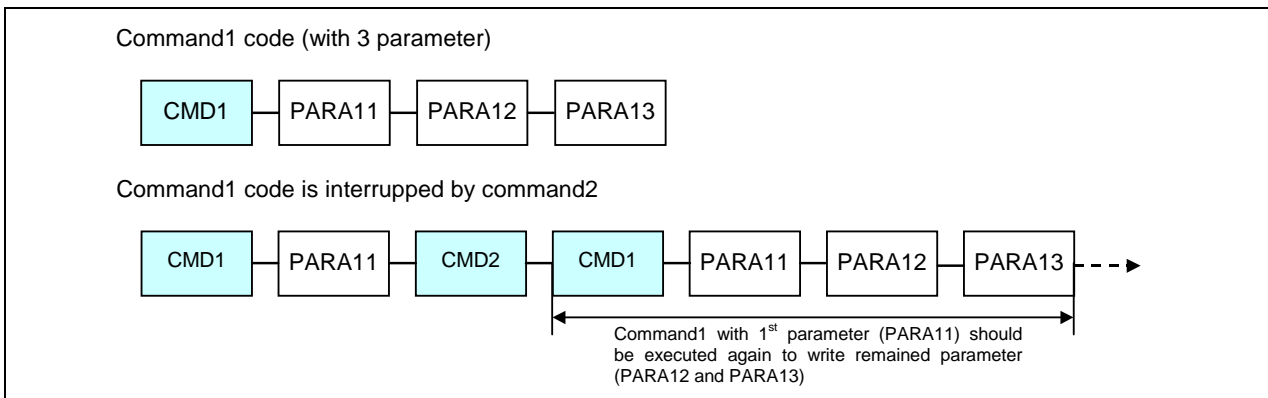 Command1 code (with 3 parameter)
CMD1 PARA11 PARA12 PARA13
Command1 code is interrupped by command2
CMD1 PARA11 CMD2 CMD1 PARA11 PARA12 PARA13
Command1 with 1st parameter (PARA11) should
be executed again to write remained parameter
(PARA12 and PARA13)